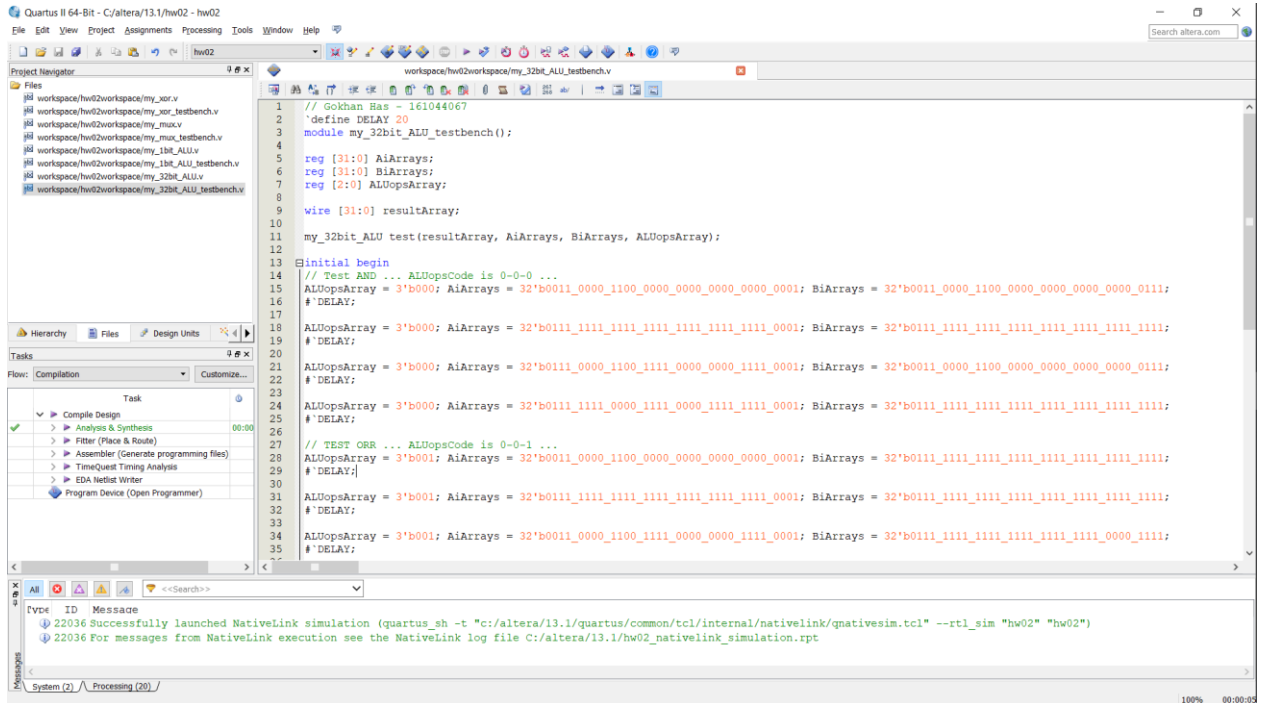 Quartus II 64-Bit - C:/altera/13.1/hw02 - hw02
File Edit View Project Assignments Processing Tools Window Help
Search altera.com
hw02
Project Navigator
Files
workspace/hw02workspace/my_xor.v
workspace/hw02workspace/my_xor_testbench.v
workspace/hw02workspace/my_mux.v
workspace/hw02workspace/my_mux_testbench.v
workspace/hw02workspace/my_1bit_ALU.v
workspace/hw02workspace/my_1bit_ALU_testbench.v
workspace/hw02workspace/my_32bit_ALU.v
workspace/hw02workspace/my_32bit_ALU_testbench.v
Hierarchy Files Design Units
Tasks
Flow: Compilation Customize...
Task
Compile Design
Analysis & Synthesis 00:00
Fitter (Place & Route)
Assembler (Generate programming files)
TimeQuest Timing Analysis
EDA Netlist Writer
Program Device (Open Programmer)
workspace/hw02workspace/my_32bit_ALU_testbench.v
1 // Gokhan Has - 161044067
2 `define DELAY 20
3 module my_32bit_ALU_testbench();
4
5 reg [31:0] AiArrays;
6 reg [31:0] BiArrays;
7 reg [2:0] ALUopsArray;
8
9 wire [31:0] resultArray;
10
11 my_32bit_ALU test(resultArray, AiArrays, BiArrays, ALUopsArray);
12
13 initial begin
14 // Test AND ... ALUopsCode is 0-0-0 ...
15 ALUopsArray = 3'b000; AiArrays = 32'b0011_0000_1100_0000_0000_0000_0000_0001; BiArrays = 32'b0011_0000_1100_0000_0000_0000_0000_0111;
16 #`DELAY;
17
18 ALUopsArray = 3'b000; AiArrays = 32'b0011_1111_1111_1111_1111_1111_1111_0001; BiArrays = 32'b0011_1111_1111_1111_1111_1111_1111_1111;
19 #`DELAY;
20
21 ALUopsArray = 3'b000; AiArrays = 32'b0011_0000_1100_1111_0000_0000_1111_0001; BiArrays = 32'b0011_0000_1100_0000_0000_0000_0000_0111;
22 #`DELAY;
23
24 ALUopsArray = 3'b000; AiArrays = 32'b0011_1111_0000_1111_0000_1111_1111_0001; BiArrays = 32'b0111_1111_1111_1111_1111_1111_1111_1111;
25 #`DELAY;
26
27 // TEST ORR ... ALUopsCode is 0-0-1 ...
28 ALUopsArray = 3'b001; AiArrays = 32'b0011_0000_1100_0000_0000_0000_0000_0001; BiArrays = 32'b0111_1111_1111_1111_1111_1111_1111_1111;
29 #`DELAY;
30
31 ALUopsArray = 3'b001; AiArrays = 32'b0011_1111_1111_1111_1111_1111_1111_0001; BiArrays = 32'b0111_1111_1111_1111_1111_1111_1111_1111;
32 #`DELAY;
33
34 ALUopsArray = 3'b001; AiArrays = 32'b0011_0000_1100_1111_0000_0000_1111_0001; BiArrays = 32'b0111_1111_1111_1111_1111_1111_0000_1111;
35 #`DELAY;
All
<<Search>>
Type ID Message
22036 Successfully launched NativeLink simulation (quartus_sh -t "c:/altera/13.1/quartus/common/tcl/internal/nativelink/qnativesim.tcl" --rtl_sim "hw02" "hw02")
22036 For messages from NativeLink execution see the NativeLink log file C:/altera/13.1/hw02_nativelink_simulation.rpt
Messages
System (2) Processing (20)
100% 00:00:05